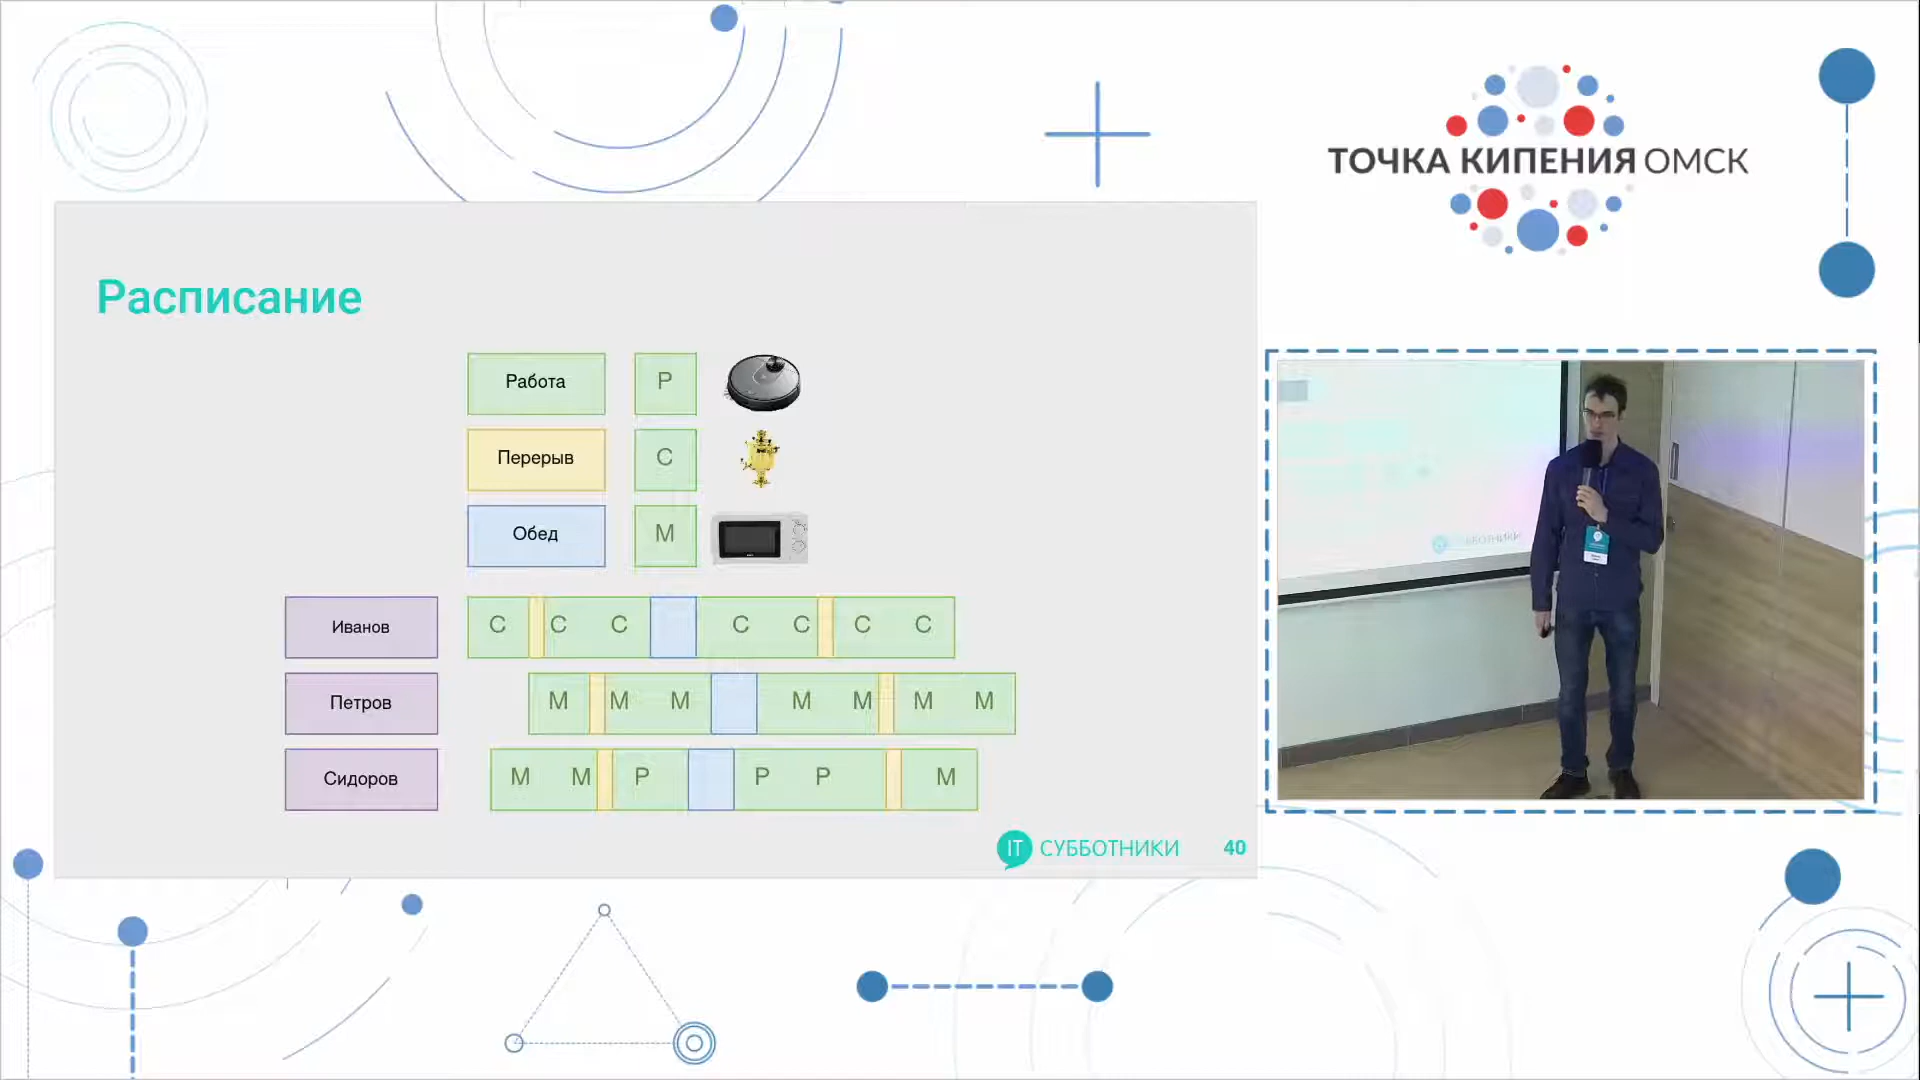 ТОЧКА КИПЕНИЯ ОМСК
Расписание
Работа Р
Перерыв С
Обед М
Иванов С С С С С С С
Петров М М М М М М М
Сидоров М М Р Р Р М
IT СУББОТНИКИ 40